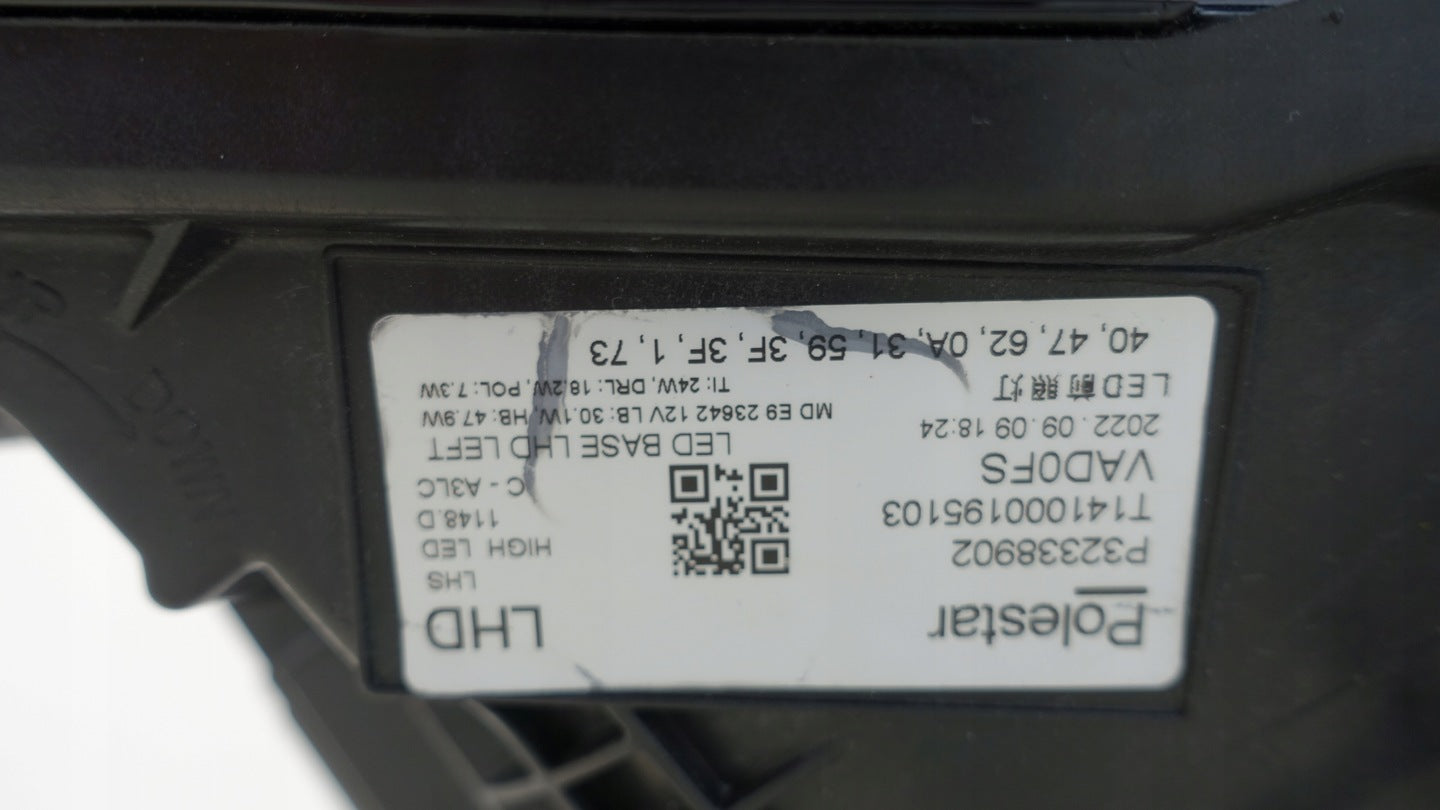 Polestar
LHD
P32338902
LHS
T141000195103
HIGH LED
VAD0FS
1148.D
2022.09.09 18:24
C - A3LC
LED BASE LHD LEFT
LED前照灯
MD E9 23642 12V LB: 30.1W, HB: 47.9W
TI: 24W, DRL: 18.2W, POL: 7.3W
40, 47, 62, 0A, 31, 59, 3F, 3F, 1, 73